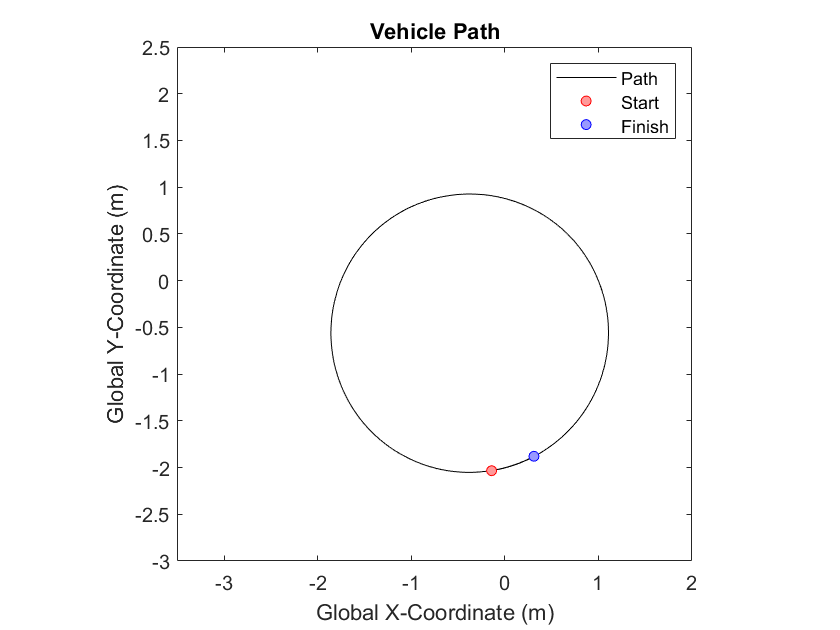 Vehicle Path
2.5
2
1.5
1
0.5
0
-0.5
-1
-1.5
-2
-2.5
-3
Global Y-Coordinate (m)
Path
Start
Finish
-3 -2 -1 0 1 2
Global X-Coordinate (m)